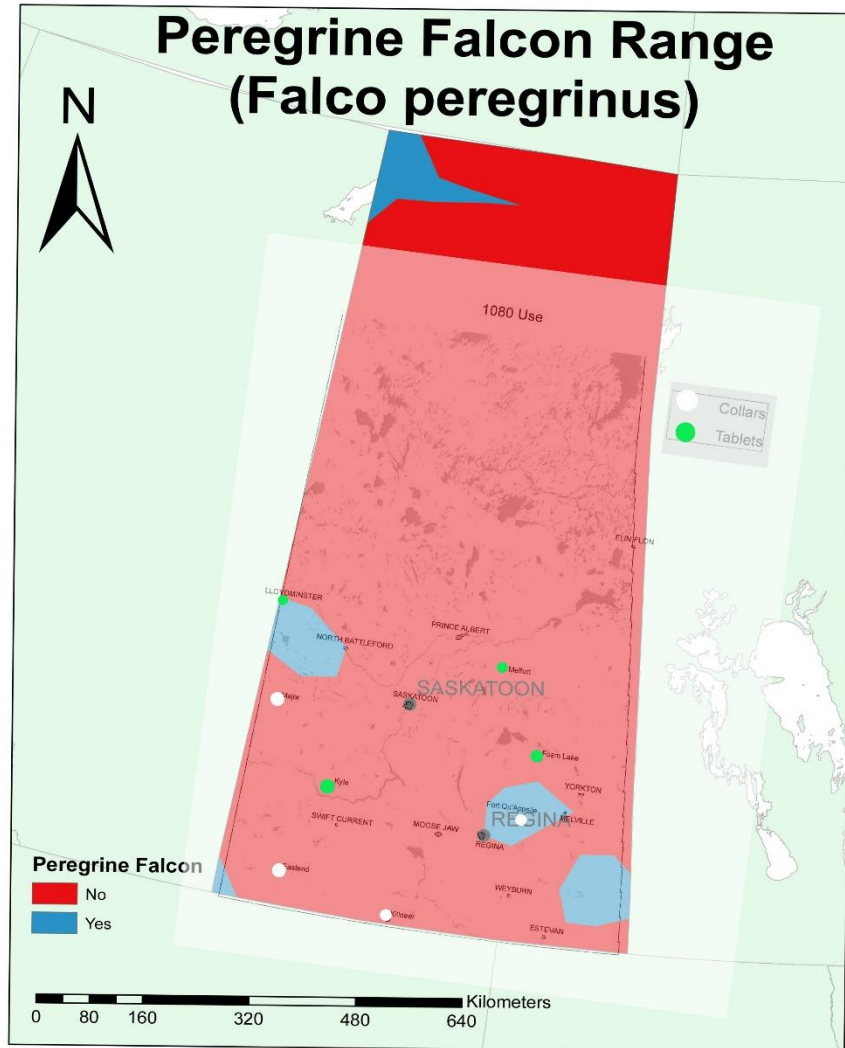 Peregrine Falcon Range
(Falco peregrinus)
N
1080 Use
Collars
Tablets
FLIN FLON
LLOYDMINSTER
PRINCE ALBERT
NORTH BATTLEFORD
Melfort
SASKATOON
Major
SASKATOON
Foam Lake
Kyle
YORKTON
Fort Qu'Appelle
SWIFT CURRENT
MOOSE JAW
REGINA
MELVILLE
REGINA
Eastend
WEYBURN
Killdeer
ESTEVAN
Peregrine Falcon
No
Yes
Kilometers
0 80 160 320 480 640